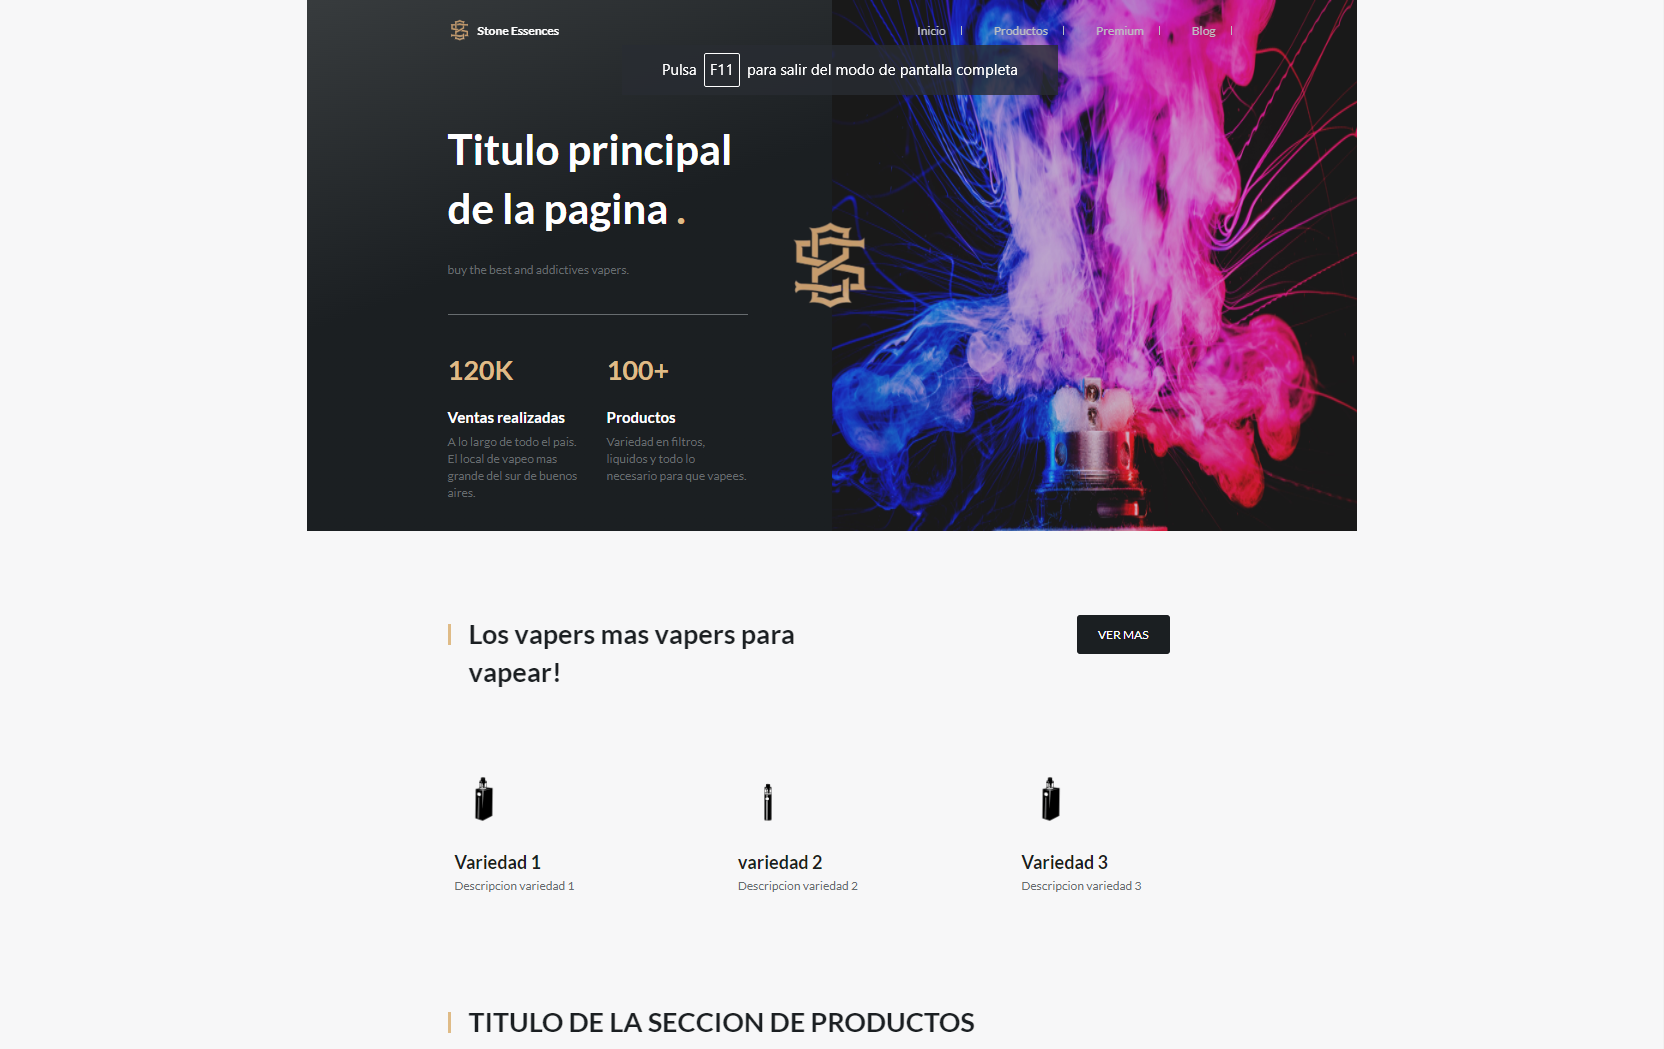 Stone Essences
Inicio
Productos
Premium
Blog
Pulsa F11 para salir del modo de pantalla completa
Titulo principal
de la pagina .
buy the best and addictives vapers.
120K
Ventas realizadas
A lo largo de todo el pais.
El local de vapeo mas
grande del sur de buenos
aires.
100+
Productos
Variedad en filtros,
liquidos y todo lo
necesario para que vapees.
Los vapers mas vapers para
vapear!
VER MAS
Variedad 1
Descripcion variedad 1
variedad 2
Descripcion variedad 2
Variedad 3
Descripcion variedad 3
TITULO DE LA SECCION DE PRODUCTOS